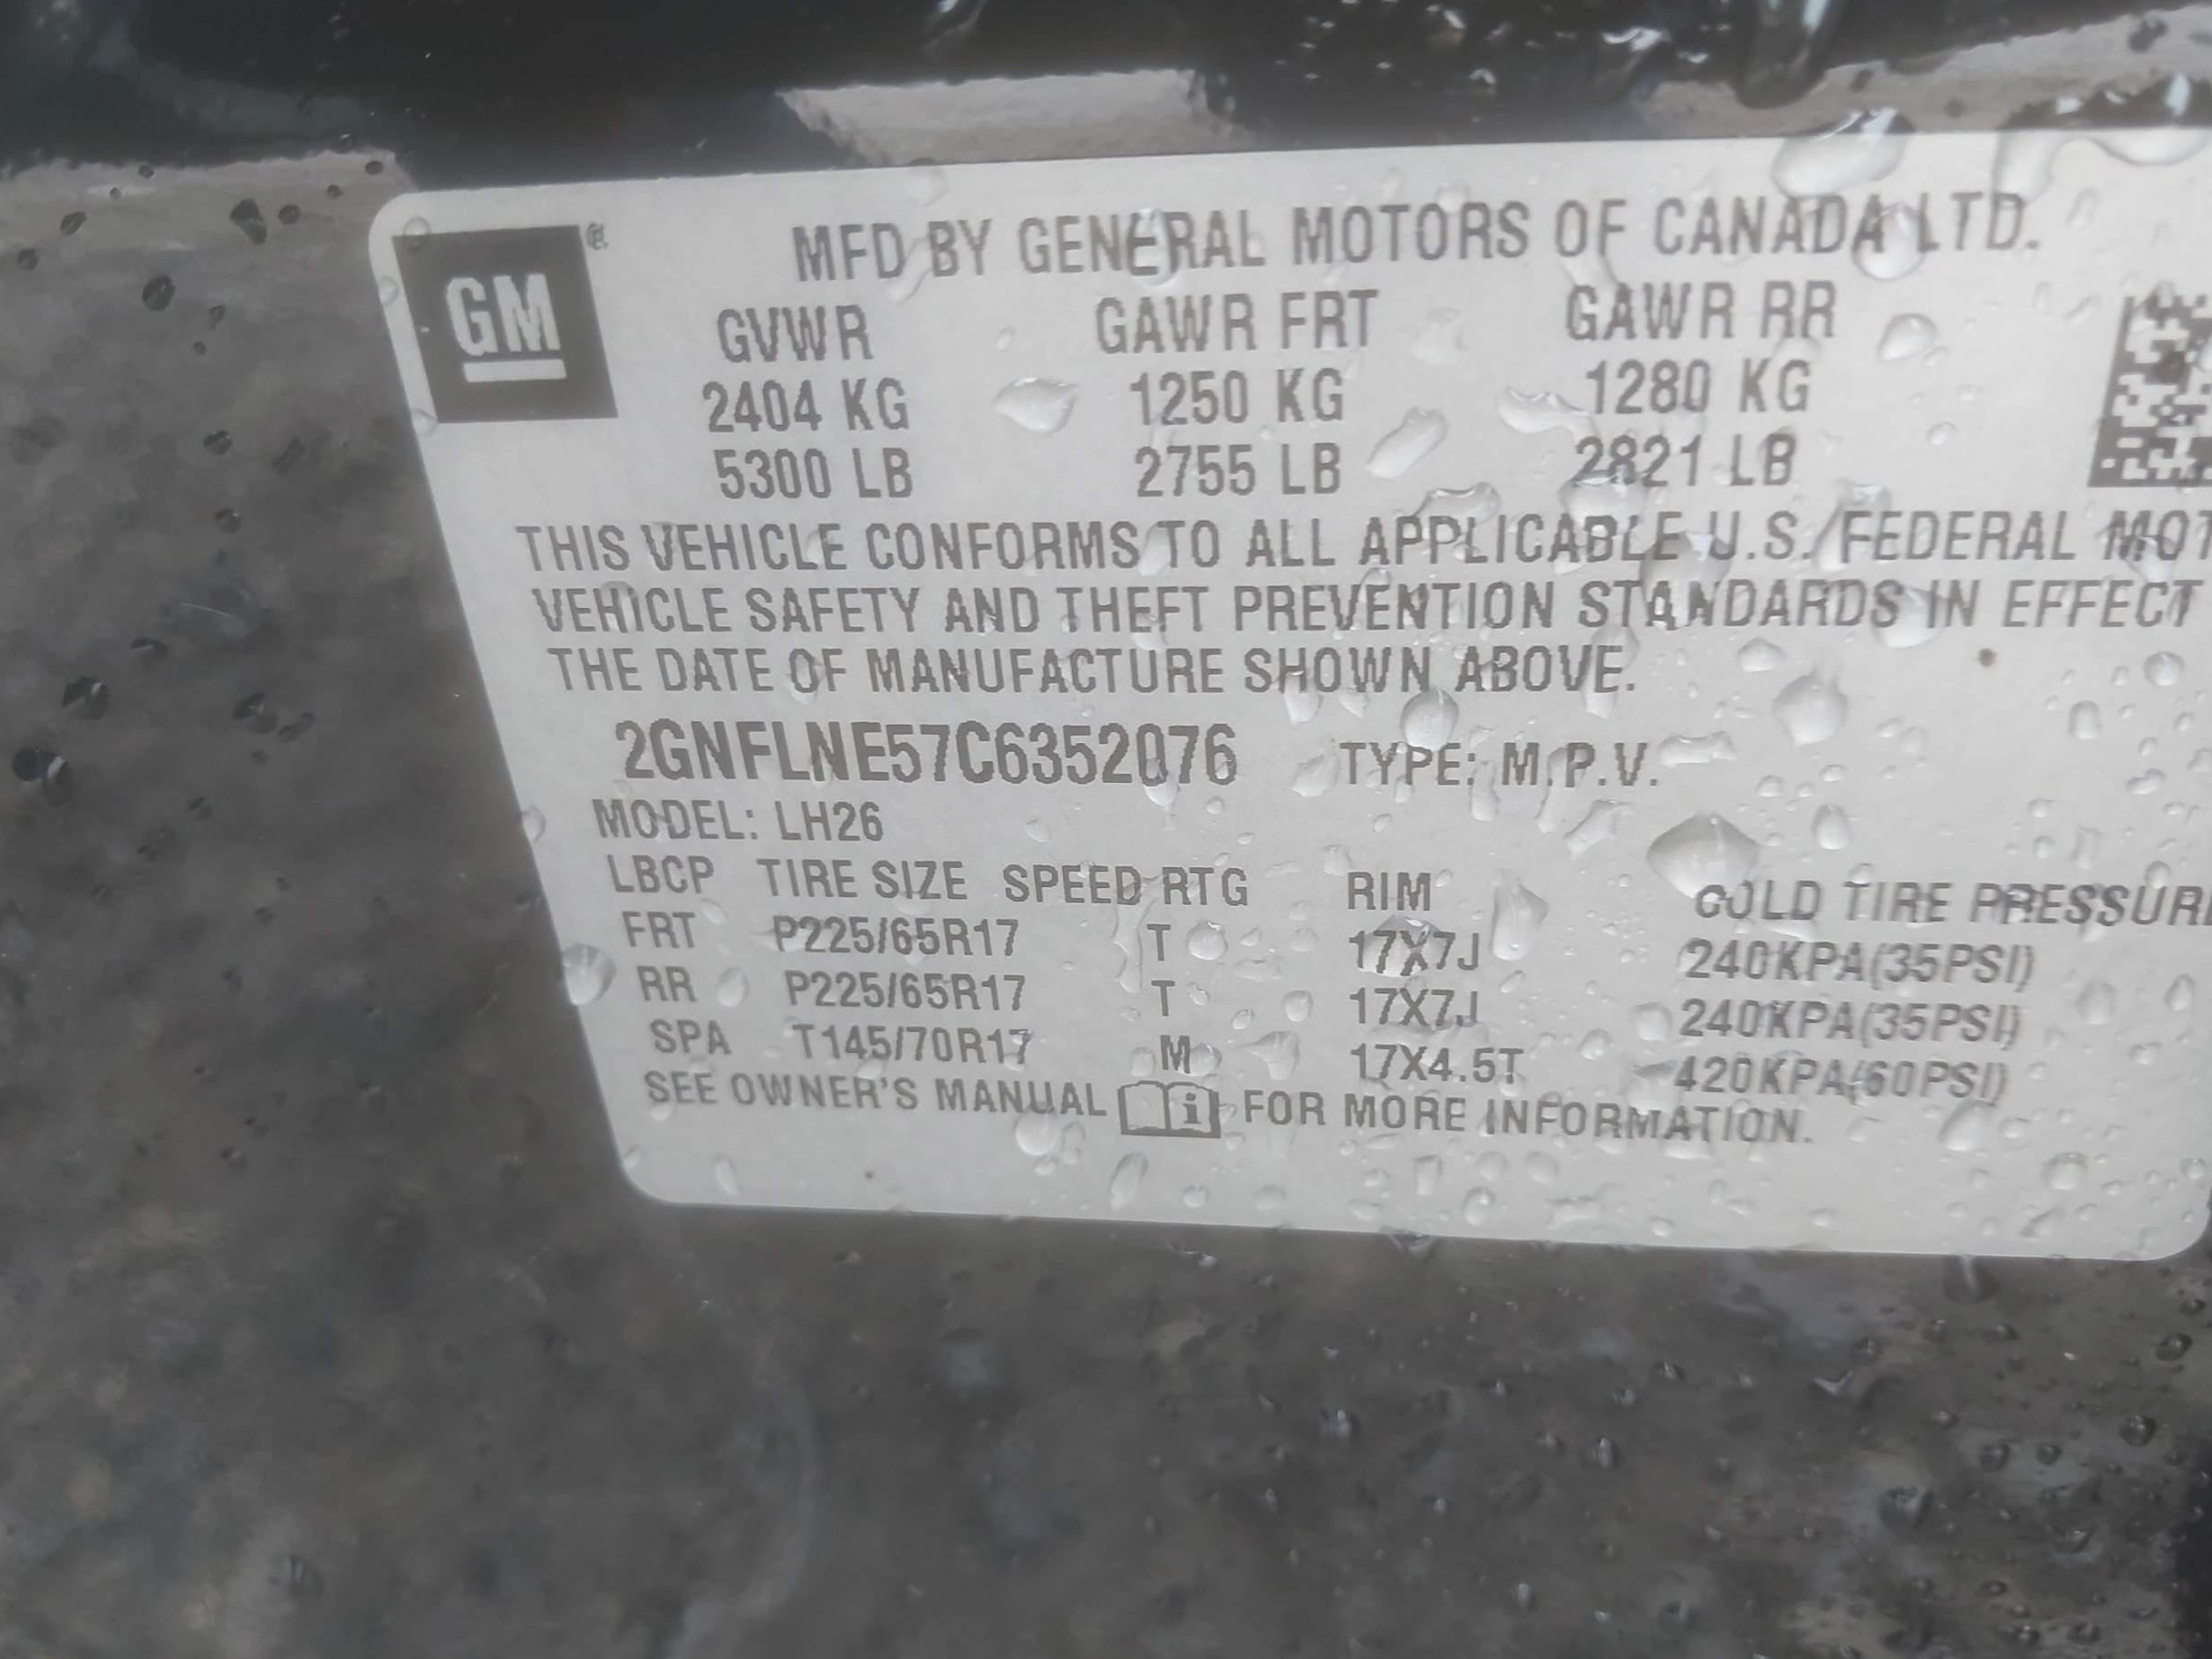 GM
MFD BY GENERAL MOTORS OF CANADA LTD.
GVWR GAWR FRT GAWR RR
2404 KG 1250 KG 1280 KG
5300 LB 2755 LB 2821 LB
THIS VEHICLE CONFORMS TO ALL APPLICABLE U.S. FEDERAL MOT
VEHICLE SAFETY AND THEFT PREVENTION STANDARDS IN EFFECT
THE DATE OF MANUFACTURE SHOWN ABOVE.
2GNFLNE57C6352076 TYPE: M.P.V.
MODEL: LH26
LBCP TIRE SIZE SPEED RTG RIM COLD TIRE PRESSUR
FRT P225/65R17 T 17X7J 240KPA(35PSI)
RR P225/65R17 T 17X7J 240KPA(35PSI)
SPA T145/70R17 M 17X4.5T 420KPA(60PSI)
SEE OWNER'S MANUAL i FOR MORE INFORMATION.